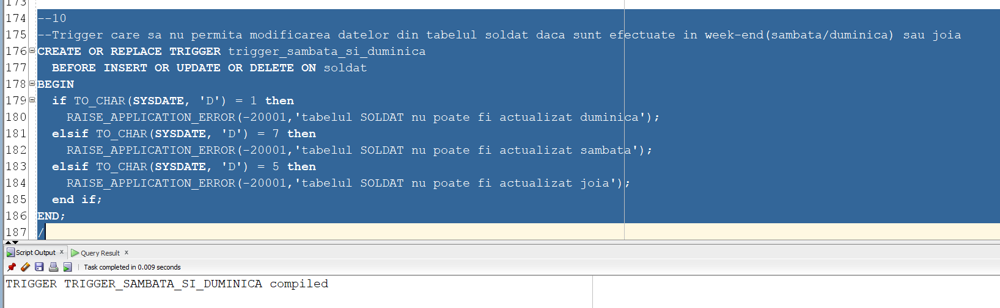 173
174 --10
175 --Trigger care sa nu permita modificarea datelor din tabelul soldat daca sunt efectuate in week-end(sambata/duminica) sau joia
176 CREATE OR REPLACE TRIGGER trigger_sambata_si_duminica
177 BEFORE INSERT OR UPDATE OR DELETE ON soldat
178 BEGIN
179 if TO_CHAR(SYSDATE, 'D') = 1 then
180 RAISE_APPLICATION_ERROR(-20001,'tabelul SOLDAT nu poate fi actualizat duminica');
181 elsif TO_CHAR(SYSDATE, 'D') = 7 then
182 RAISE_APPLICATION_ERROR(-20001,'tabelul SOLDAT nu poate fi actualizat sambata');
183 elsif TO_CHAR(SYSDATE, 'D') = 5 then
184 RAISE_APPLICATION_ERROR(-20001,'tabelul SOLDAT nu poate fi actualizat joia');
185 end if;
186 END;
187 /
Script Output x Query Result x
Task completed in 0.009 seconds
TRIGGER TRIGGER_SAMBATA_SI_DUMINICA compiled